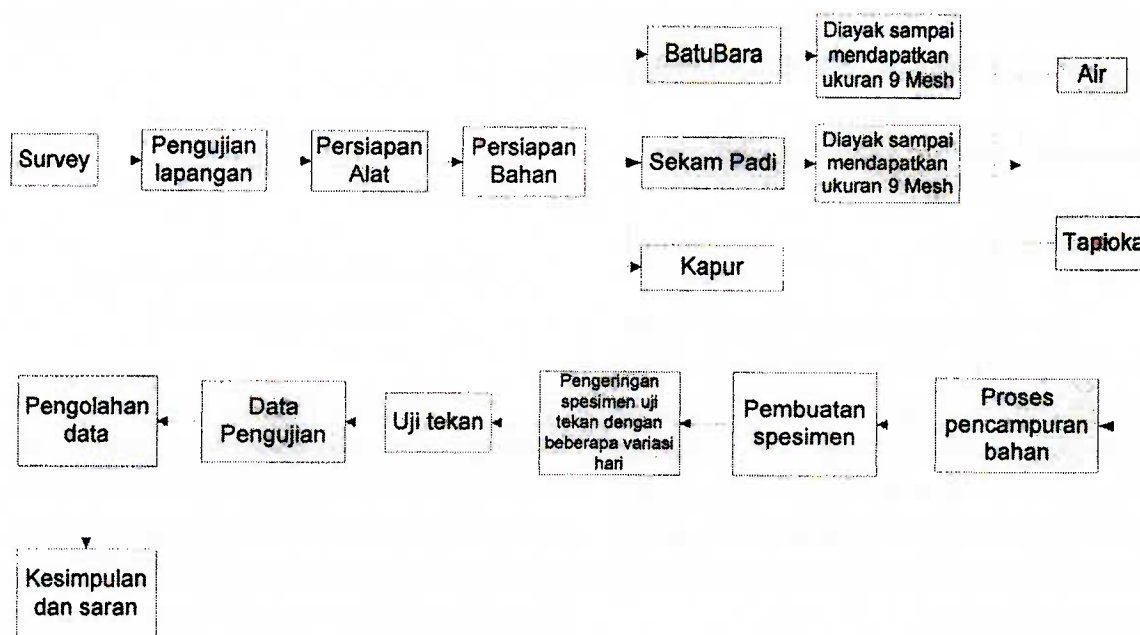 Survey
Pengujian
lapangan
Persiapan
Alat
Persiapan
Bahan
BatuBara
Diayak sampai
mendapatkan
ukuran 9 Mesh
Sekam Padi
Diayak sampai
mendapatkan
ukuran 9 Mesh
Kapur
Air
Tapioka
Proses
pencampuran
bahan
Pembuatan
spesimen
Pengeringan
spesimen uji
tekan dengan
beberapa variasi
hari
Uji tekan
Data
Pengujian
Pengolahan
data
Kesimpulan
dan saran